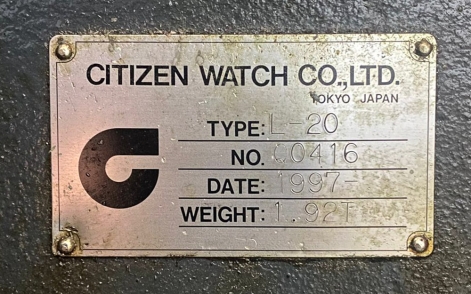 CITIZEN WATCH CO.,LTD.
TOKYO JAPAN
TYPE: L-20
NO. C0416
DATE: 1997-
WEIGHT: 1.92T